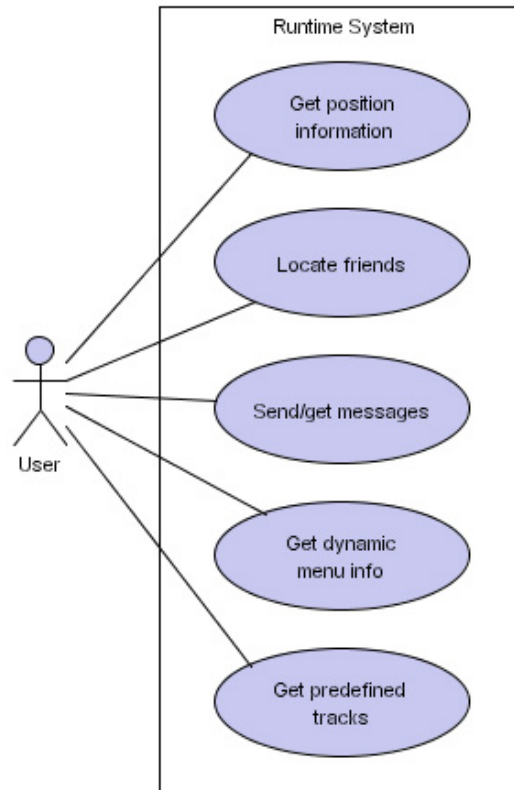 Runtime System
Get position
information
Locate friends
Send/get messages
User
Get dynamic
menu info
Get predefined
tracks